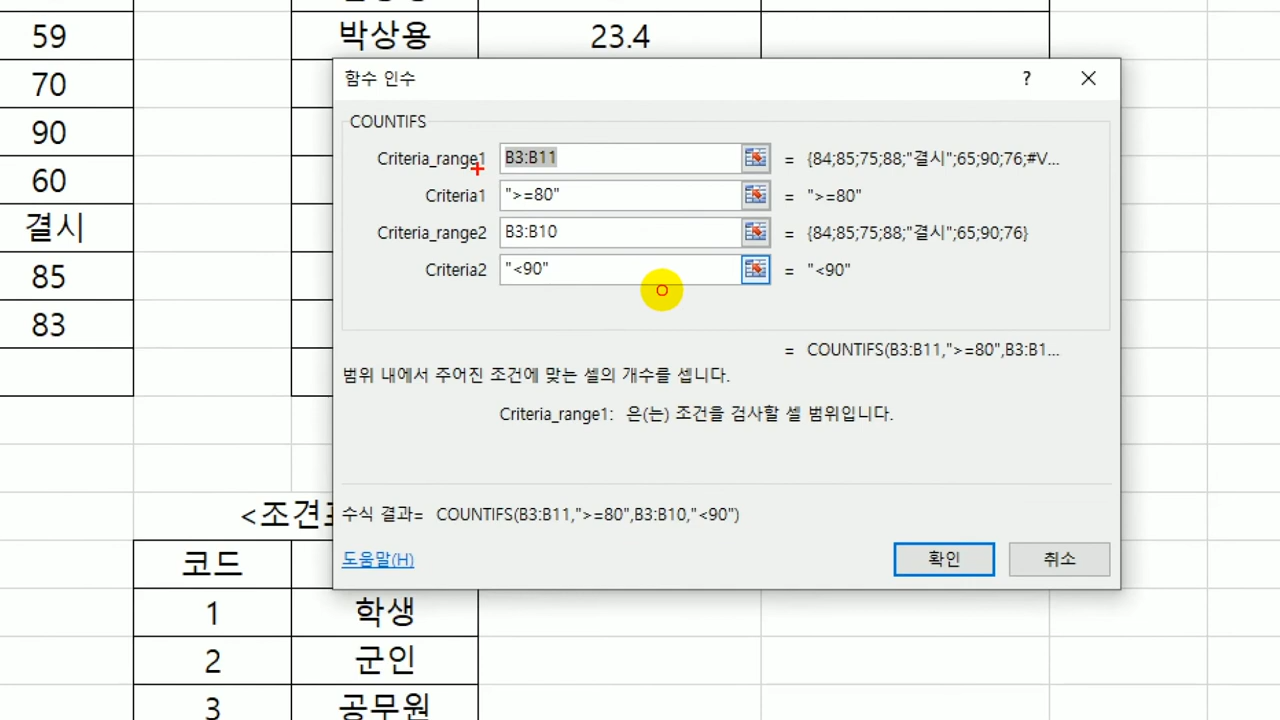 59
박상용
23.4
70
90
60
결시
85
83
함수 인수
?
COUNTIFS
Criteria_range1
B3:B11
= {84;85;75;88;"결시";65;90;76;#V...
Criteria1
">=80"
= ">=80"
Criteria_range2
B3:B10
= {84;85;75;88;"결시";65;90;76}
Criteria2
"<90"
= "<90"
= COUNTIFS(B3:B11,">=80",B3:B1...
범위 내에서 주어진 조건에 맞는 셀의 개수를 셉니다.
Criteria_range1: 은(는) 조건을 검사할 셀 범위입니다.
수식 결과= COUNTIFS(B3:B11,">=80",B3:B10,"<90")
도움말(H)
확인
취소
코드
1
학생
2
군인
3
공무원